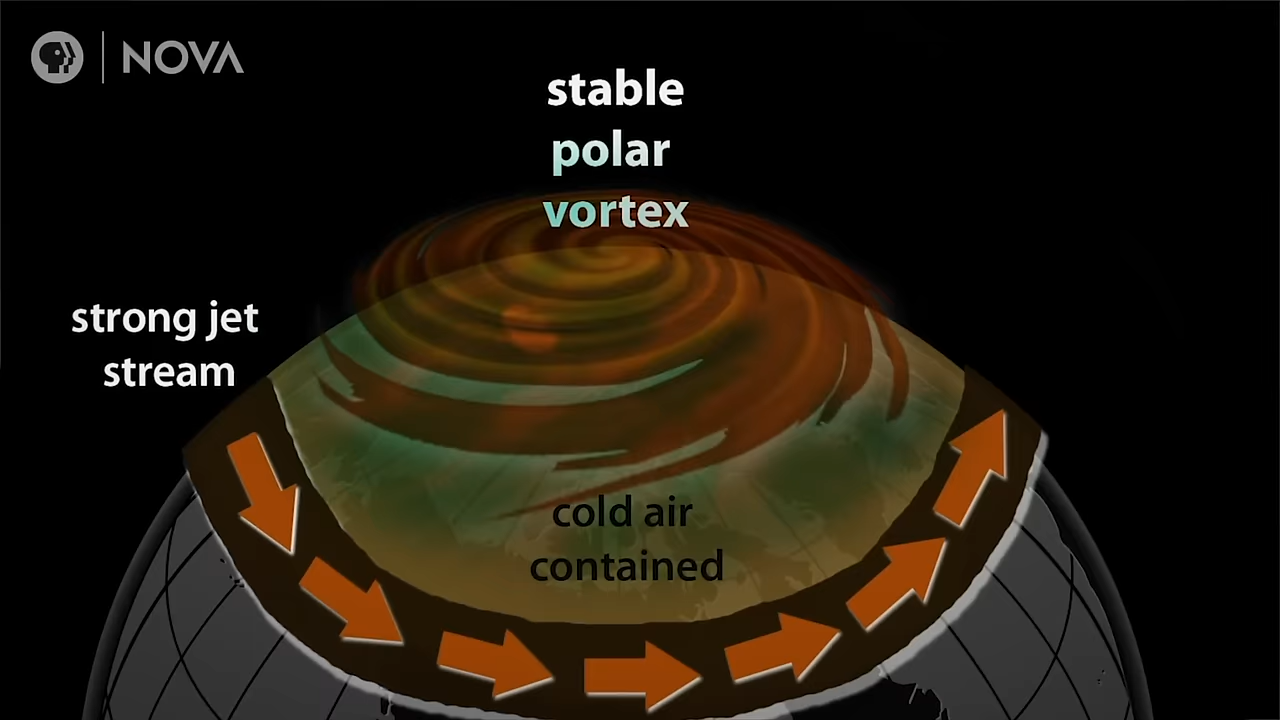 NOVA
stable
polar
vortex
strong jet
stream
cold air
contained